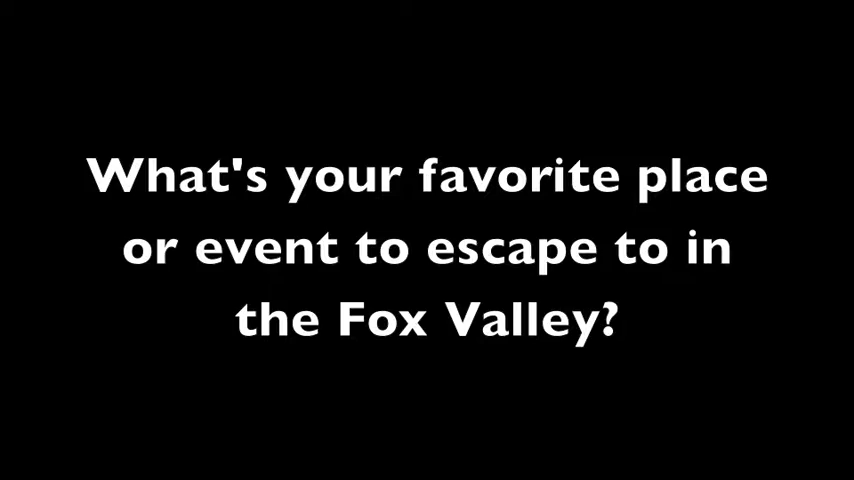 What's your favorite place
or event to escape to in
the Fox Valley?